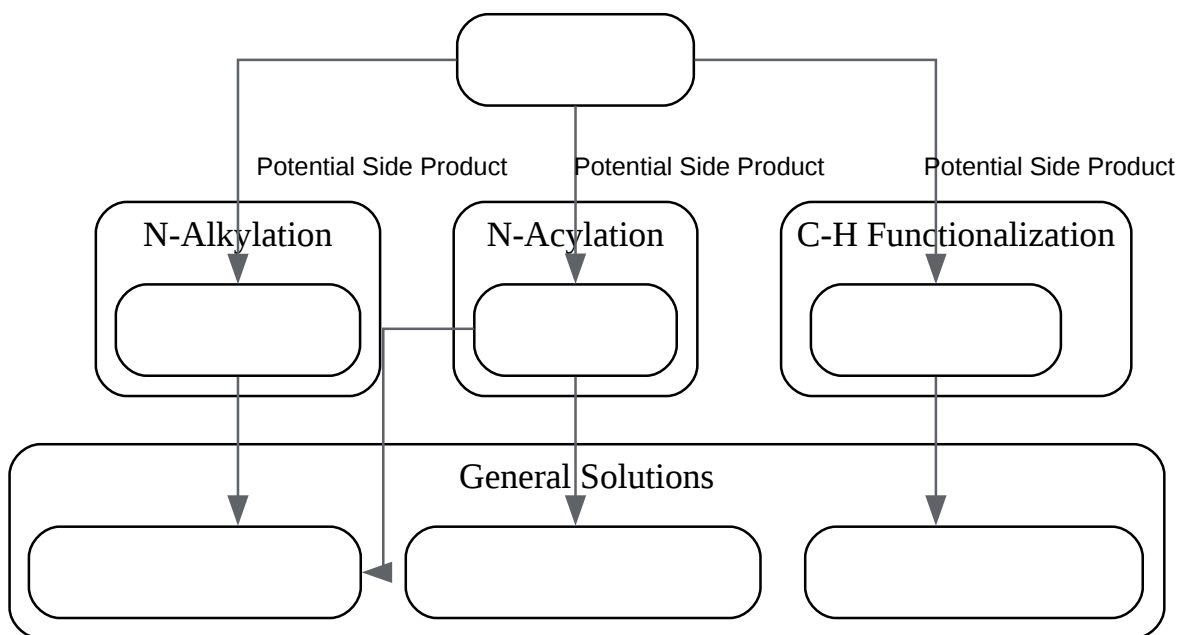 Potential Side Product
Potential Side Product
Potential Side Product
N-Alkylation
N-Acylation
C-H Functionalization
General Solutions